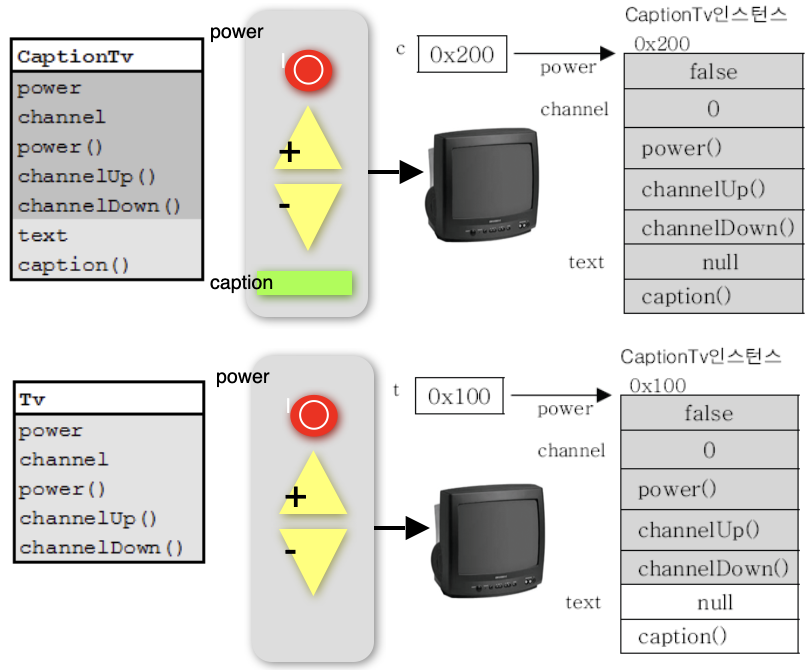 CaptionTv
power
channel
power()
channelUp()
channelDown()
text
caption()
power
+
-
caption
c
0x200
CaptionTv인스턴스
0x200
power
false
channel
0
power()
channelUp()
channelDown()
text
null
caption()
Tv
power
channel
power()
channelUp()
channelDown()
power
+
-
t
0x100
CaptionTv인스턴스
0x100
power
false
channel
0
power()
channelUp()
channelDown()
text
null
caption()